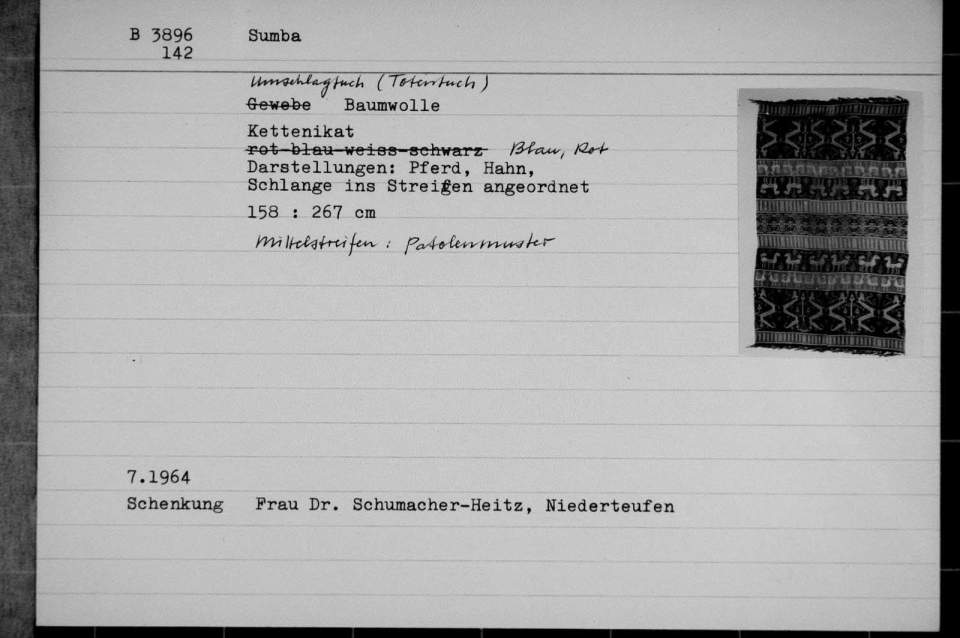 B 3896 Sumba
142
Umschlagtuch (Totentuch)
Gewebe Baumwolle
Kettenikat
rot-blau-weiss-schwarz Blau, Rot
Darstellungen: Pferd, Hahn,
Schlange ins Streifen angeordnet
158 : 267 cm
Mittelstreifen: Patolenmuster
7.1964
Schenkung Frau Dr. Schumacher-Heitz, Niederteufen